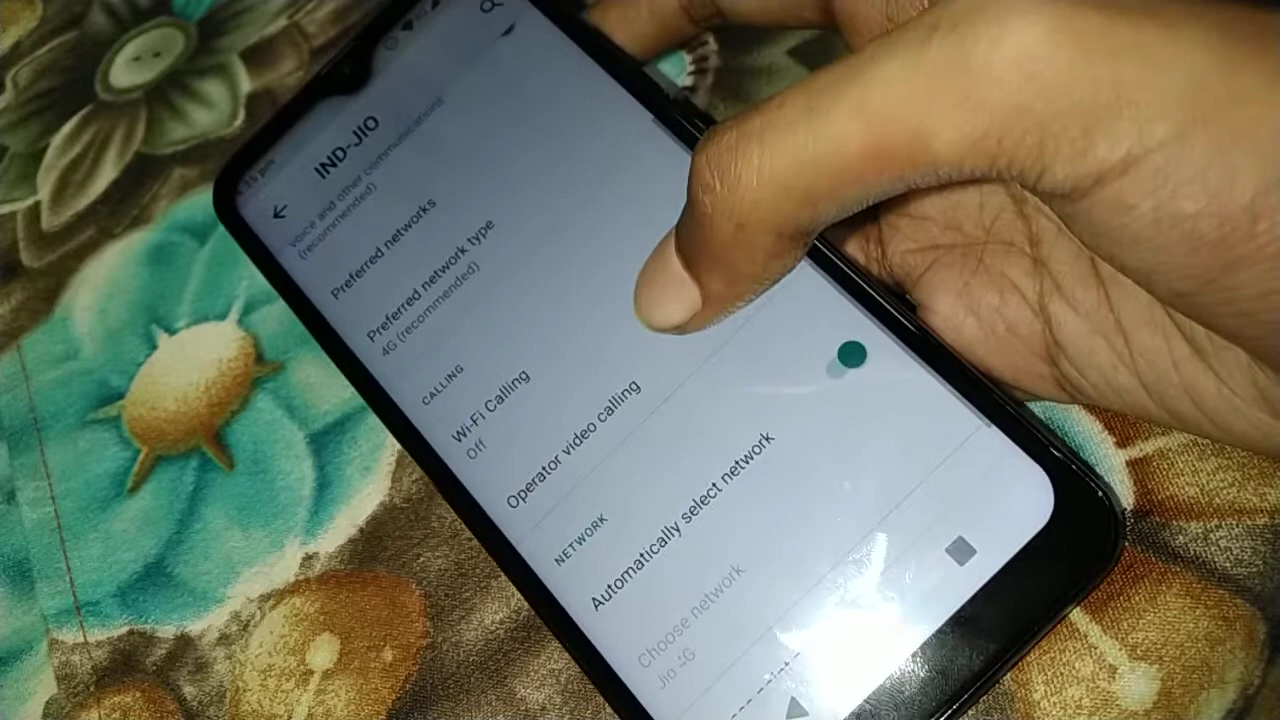 IND-JIO
voice and other communications
(recommended)
Preferred networks
Preferred network type
4G (recommended)
CALLING
Wi-Fi Calling
Off
Operator video calling
NETWORK
Automatically select network
Choose network
Jio 4G